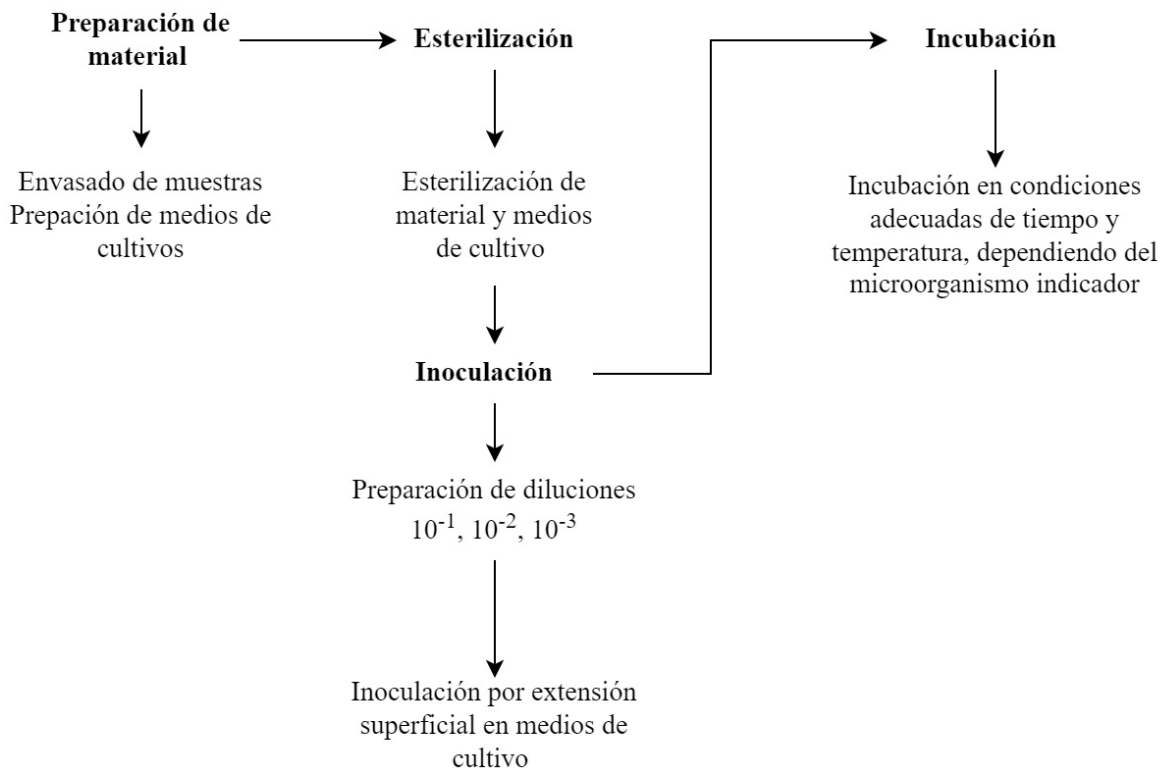 Preparación de
material
Envasado de muestras
Prepación de medios de
cultivos
Esterilización
Esterilización de
material y medios
de cultivo
Inoculación
Preparación de diluciones
10⁻¹, 10⁻², 10⁻³
Inoculación por extensión
superficial en medios de
cultivo
Incubación
Incubación en condiciones
adecuadas de tiempo y
temperatura, dependiendo del
microorganismo indicador